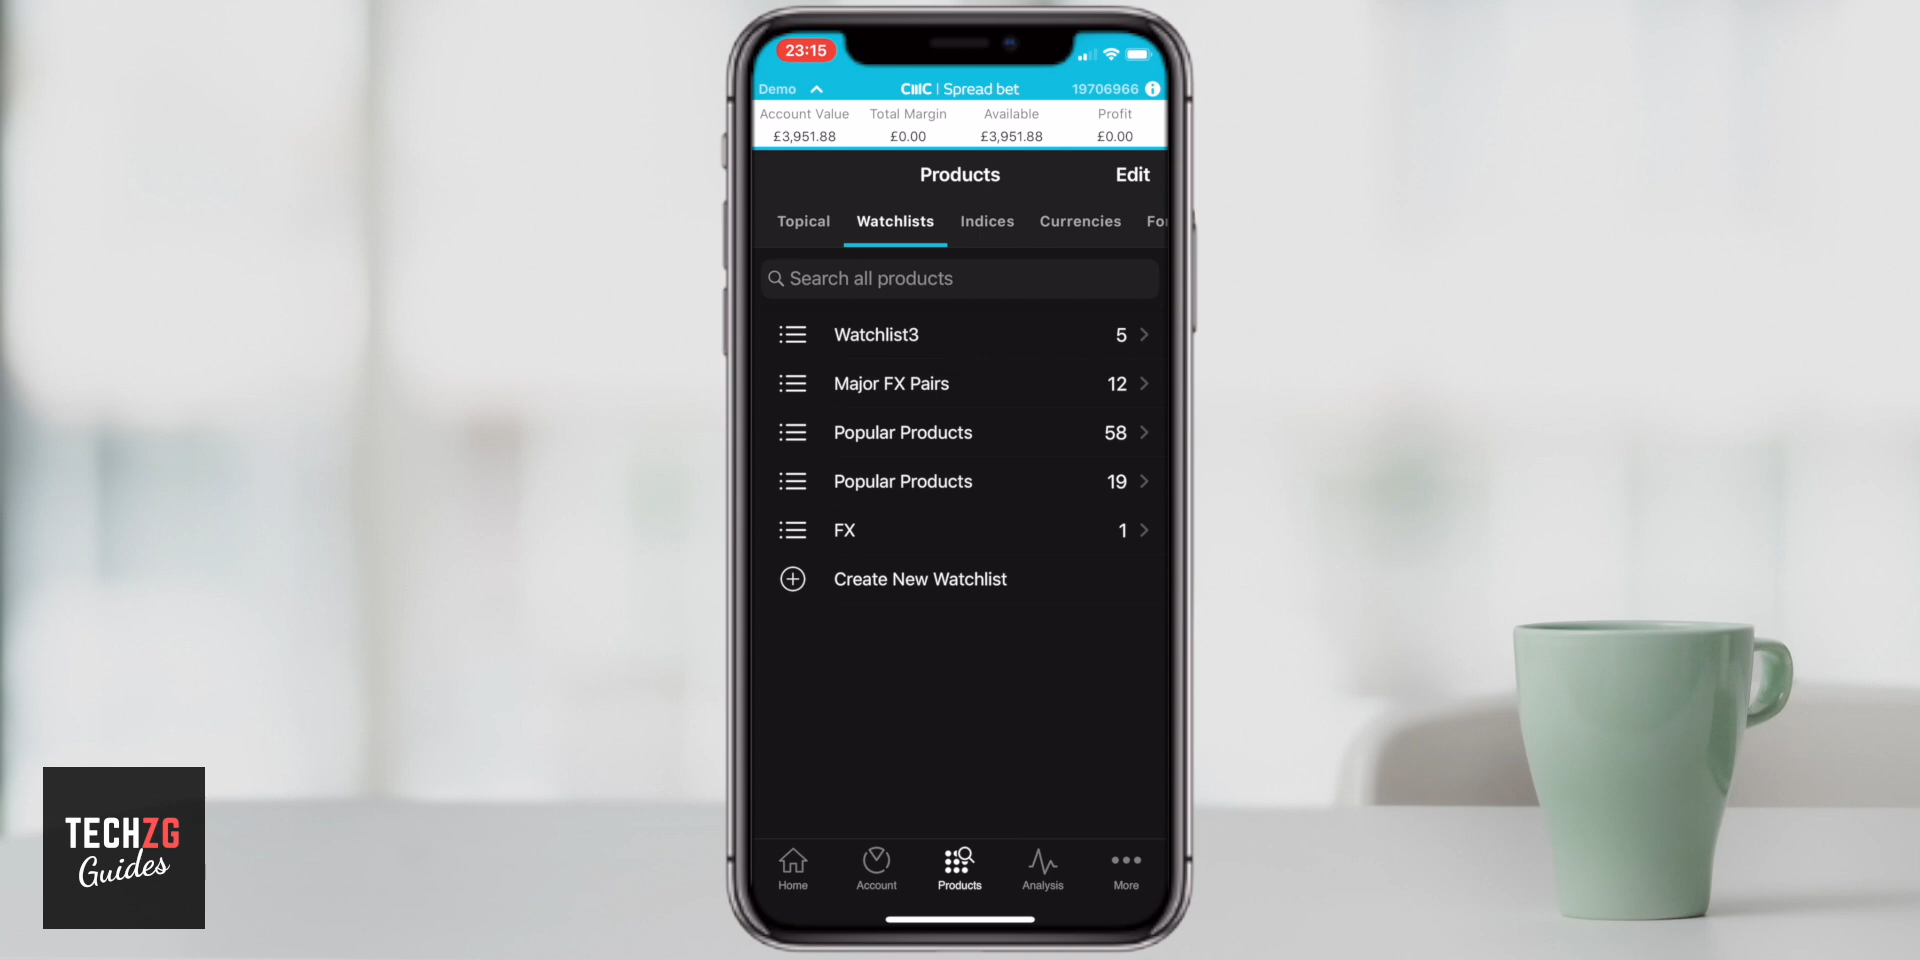 23:15
Demo CMC | Spread bet 19706966
Account Value Total Margin Available Profit
£3,951.88 £0.00 £3,951.88 £0.00
Products Edit
Topical Watchlists Indices Currencies
Search all products
Watchlist3 5
Major FX Pairs 12
Popular Products 58
Popular Products 19
FX 1
Create New Watchlist
Home Account Products Analysis More
TECHZG
Guides